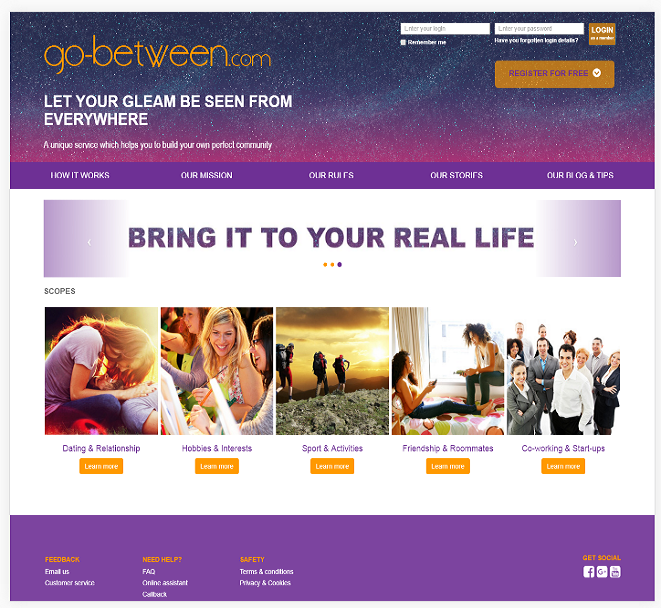 go-between.com
Enter your login
Enter your password
LOGIN
as a member
Remember me
Have you forgotten login details?
REGISTER FOR FREE
LET YOUR GLEAM BE SEEN FROM
EVERYWHERE
A unique service which helps you to build your own perfect community
HOW IT WORKS
OUR MISSION
OUR RULES
OUR STORIES
OUR BLOG & TIPS
BRING IT TO YOUR REAL LIFE
SCOPES
Dating & Relationship
Hobbies & Interests
Sport & Activities
Friendship & Roommates
Co-working & Start-ups
Learn more
Learn more
Learn more
Learn more
Learn more
FEEDBACK
Email us
Customer service
NEED HELP?
FAQ
Online assistant
Callback
SAFETY
Terms & conditions
Privacy & Cookies
GET SOCIAL